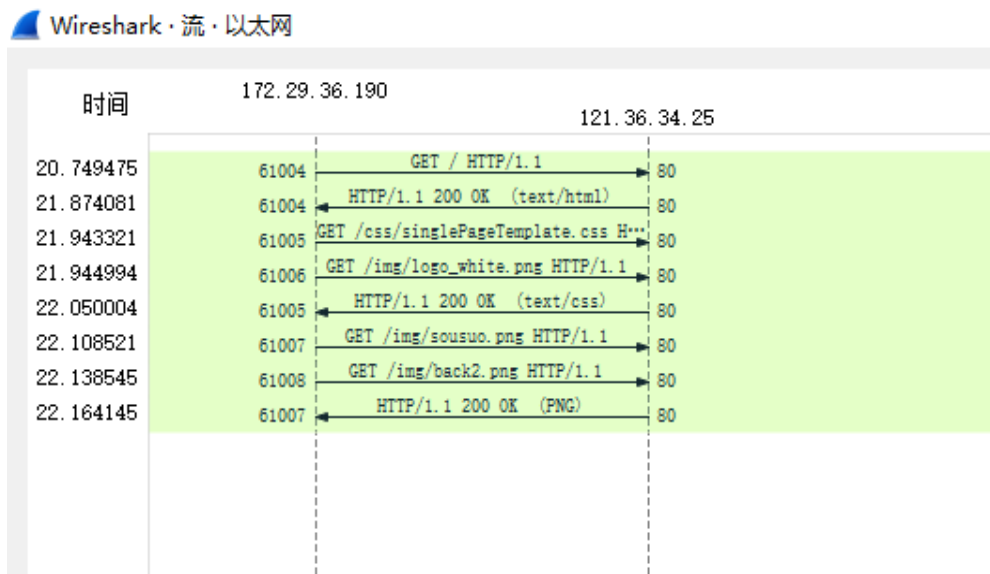 Wireshark · 流 · 以太网
时间 172.29.36.190 121.36.34.25
20.749475 61004 GET / HTTP/1.1 80
21.874081 61004 HTTP/1.1 200 OK (text/html) 80
21.943321 61005 GET /css/singlePageTemplate.css H… 80
21.944994 61006 GET /img/logo_white.png HTTP/1.1 80
22.050004 61005 HTTP/1.1 200 OK (text/css) 80
22.108521 61007 GET /img/sousuo.png HTTP/1.1 80
22.138545 61008 GET /img/back2.png HTTP/1.1 80
22.164145 61007 HTTP/1.1 200 OK (PNG) 80